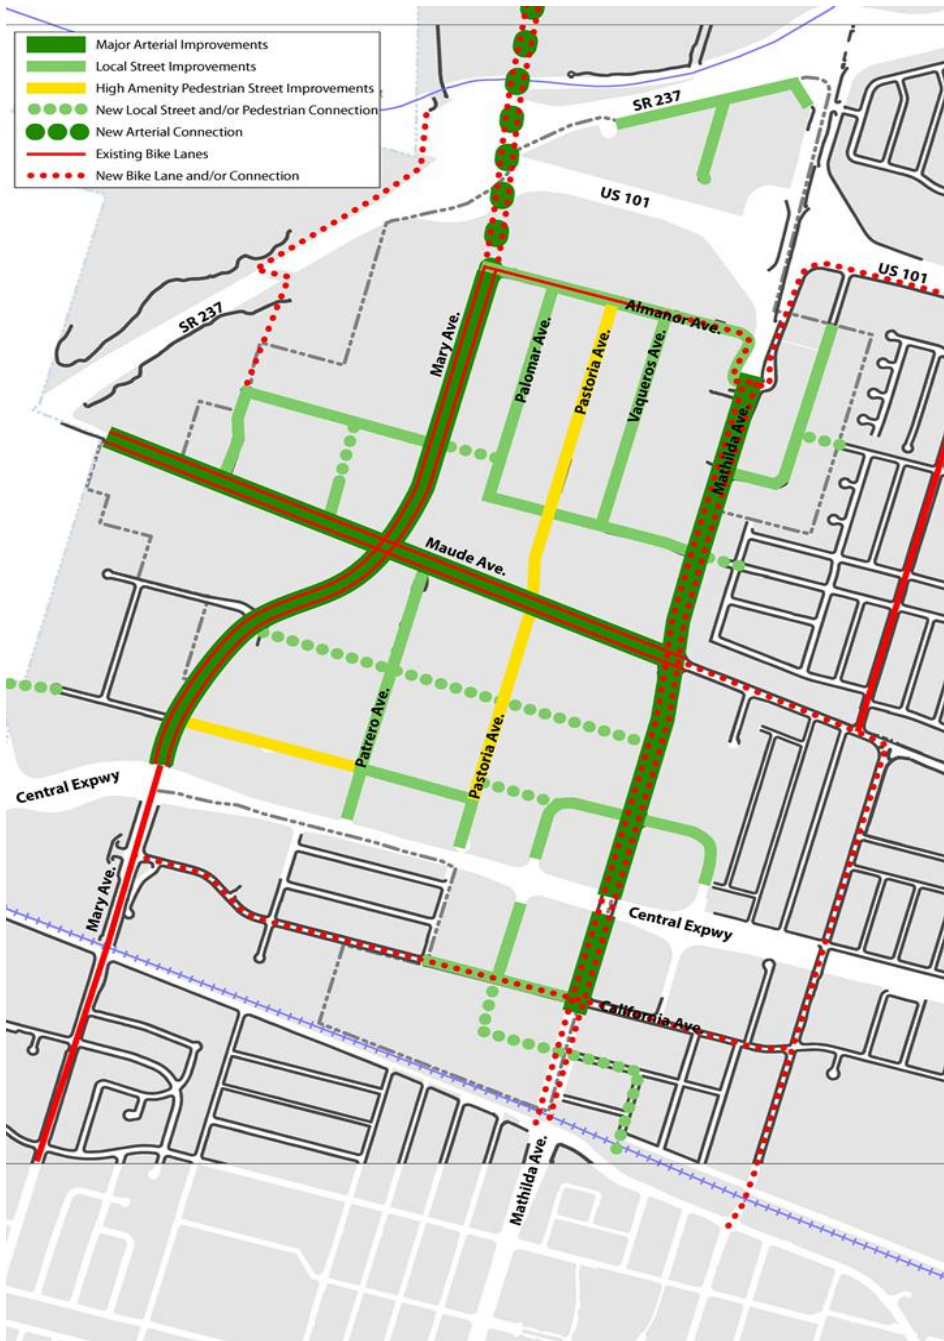 Major Arterial Improvements
Local Street Improvements
High Amenity Pedestrian Street Improvements
New Local Street and/or Pedestrian Connection
New Arterial Connection
Existing Bike Lanes
New Bike Lane and/or Connection
SR 237
US 101
US 101
SR 237
Almanor Ave.
Mary Ave.
Palomar Ave.
Pastoria Ave.
Vaqueros Ave.
Mathilda Ave.
Maude Ave.
Patrero Ave.
Pastoria Ave.
Central Expwy
Mary Ave.
Central Expwy
California Ave.
Mathilda Ave.